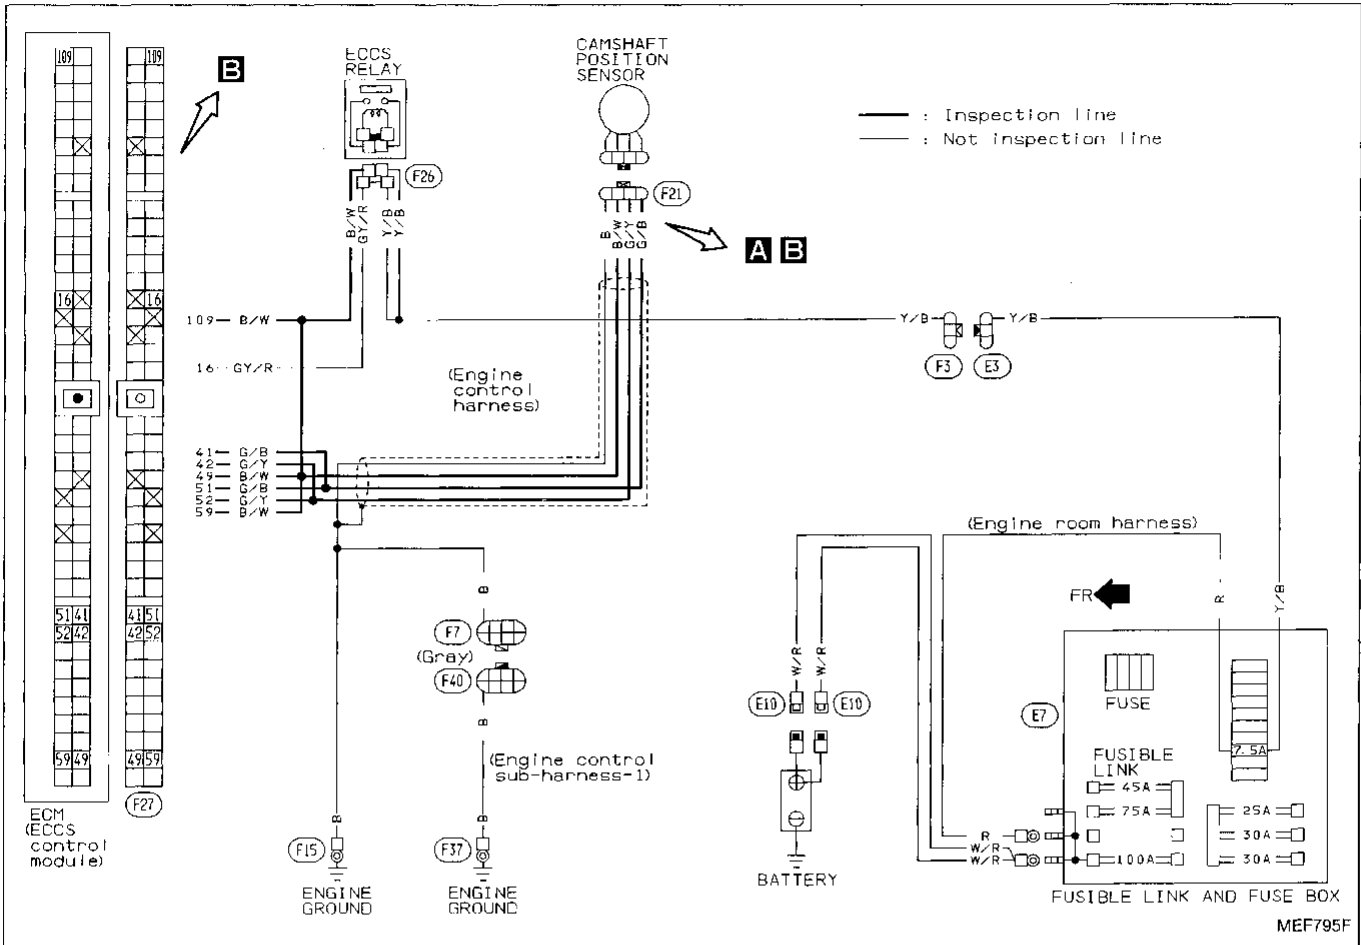 109
109
B
ECCS
RELAY
CAMSHAFT
POSITION
SENSOR
: Inspection line
: Not inspection line
F26
F21
B/W
GY/R
Y/B
Y/B
B
B/W
G/Y
G/B
A B
16
16
109 B/W
16 GY/R
(Engine
control
harness)
Y/B
Y/B
F3
E3
41 G/B
42 G/Y
49 B/W
51 G/B
52 G/Y
59 B/W
(Engine room harness)
FR
R
Y/B
B
51 41
52 42
41 51
42 52
F7
(Gray)
F40
W/R
W/R
E10
E10
E7
FUSE
7.5A
B
(Engine control
sub-harness-1)
FUSIBLE
LINK
45A
75A
100A
25A
30A
30A
59 49
49 59
F27
ECM
(ECCS
control
module)
B
B
F15
F37
ENGINE
GROUND
ENGINE
GROUND
BATTERY
R
W/R
W/R
FUSIBLE LINK AND FUSE BOX
MEF795F